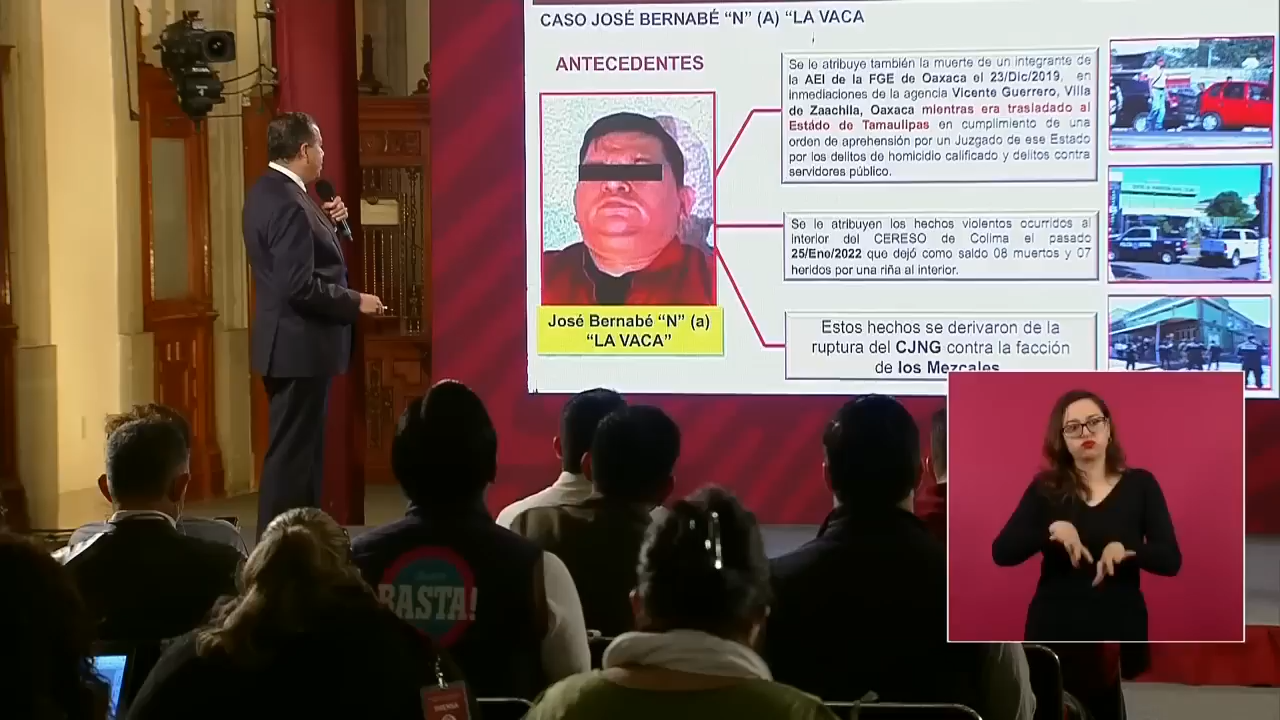 CASO JOSÉ BERNABÉ “N” (A) “LA VACA
ANTECEDENTES
Se le atribuye también la muerte de un integrante de
la AEI de la FGE de Oaxaca el 23/Dic/2019, en
inmediaciones de la agencia Vicente Guerrero, Villa
de Zaachila, Oaxaca mientras era trasladado al
Estádo de Tamaulipas en cumplimiento de una
orden de aprehensión por un Juzgado de ese Estado
por los delitos de homicidio calificado y delitos contra
servidores público.
Se le atribuyen los hechos violentos ocurridos al
interior del CERESO de Colima el pasado
25/Ene/2022 que dejó como saldo 08 muertos y 07
heridos por una riña al interior.
José Bernabé “N” (a)
“LA VACA”
Estos hechos se derivaron de la
ruptura del CJNG contra la facción
de los Mezcales
BASTA!
PRENSA